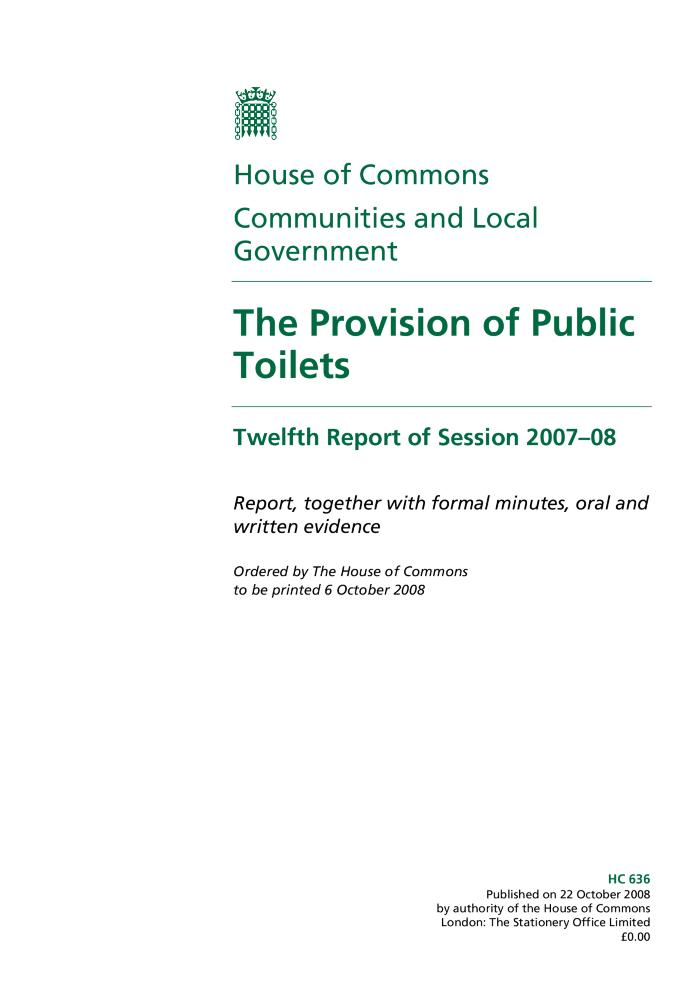 House of Commons
Communities and Local
Government
The Provision of Public
Toilets
Twelfth Report of Session 2007–08
Report, together with formal minutes, oral and
written evidence
Ordered by The House of Commons
to be printed 6 October 2008
HC 636
Published on 22 October 2008
by authority of the House of Commons
London: The Stationery Office Limited
£0.00